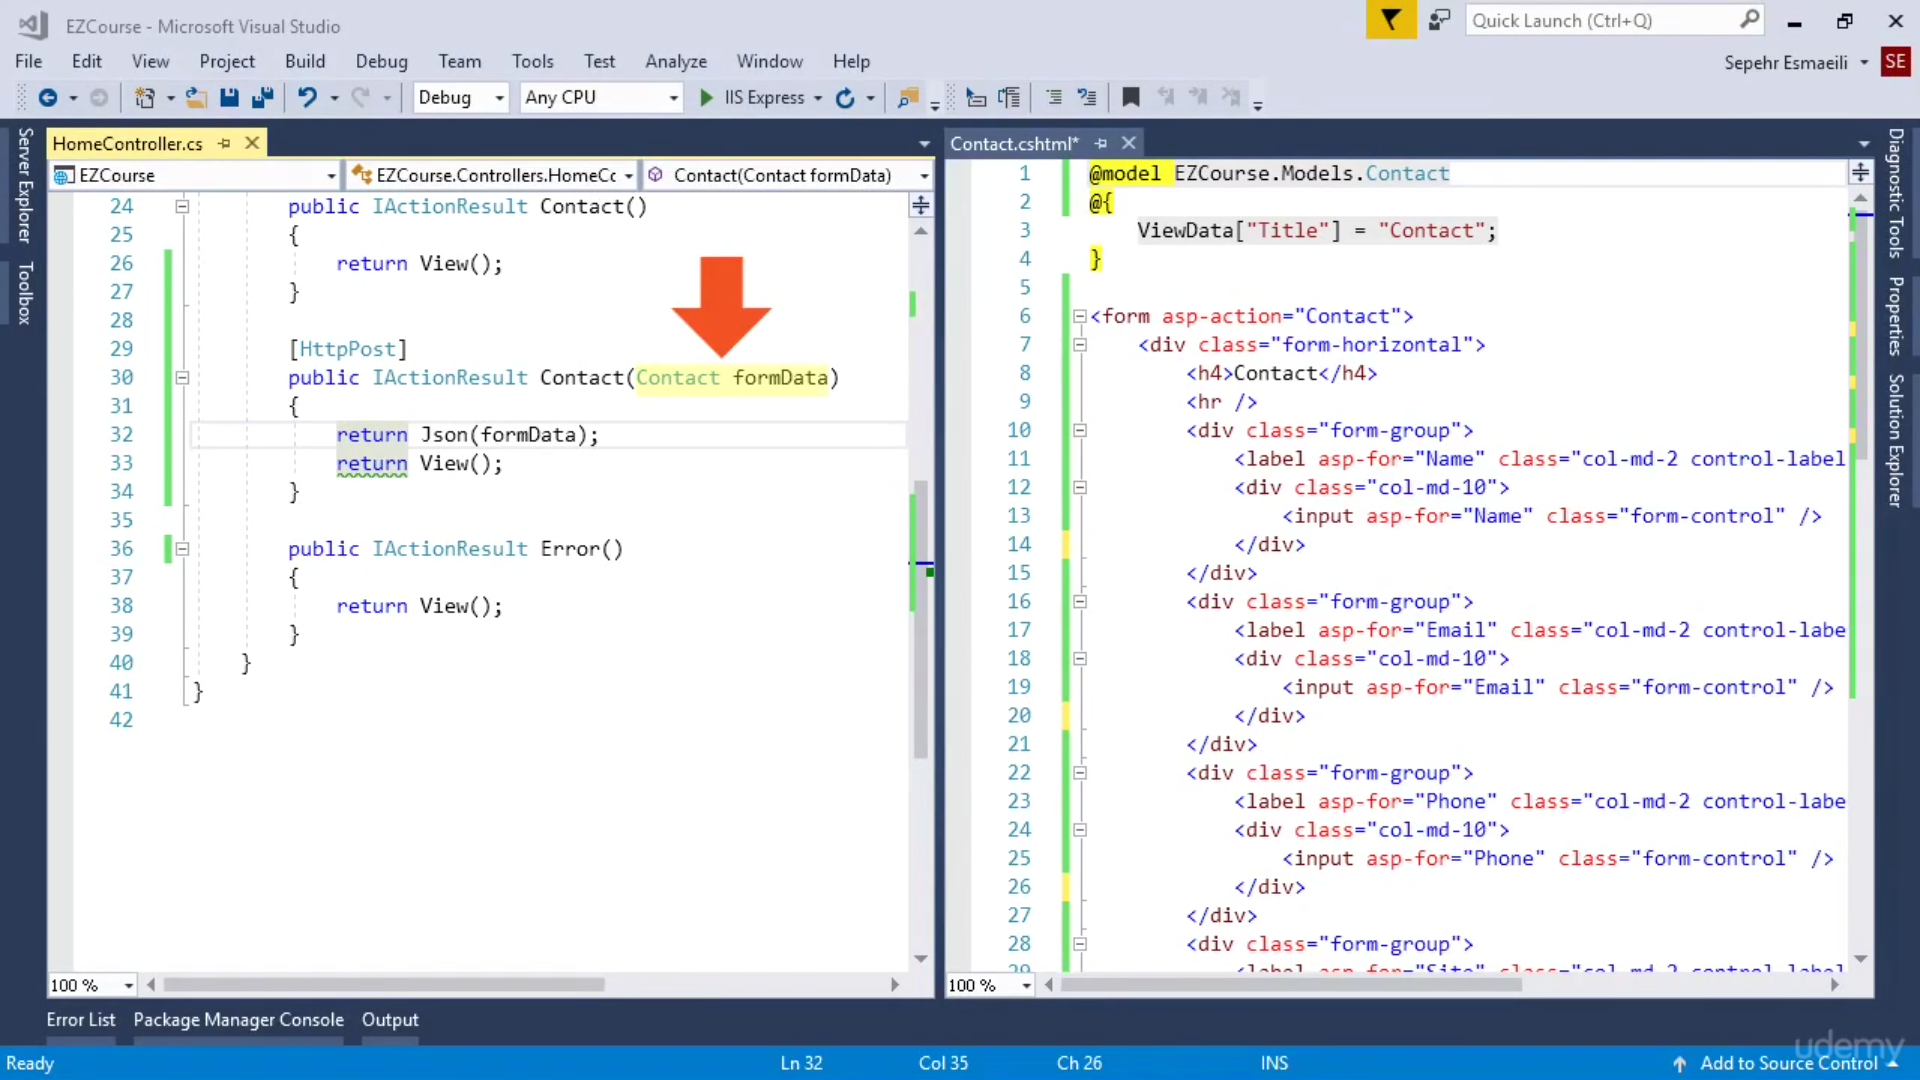 EZCourse - Microsoft Visual Studio
Quick Launch (Ctrl+Q)
File Edit View Project Build Debug Team Tools Test Analyze Window Help
Sepehr Esmaeili SE
Debug Any CPU IIS Express
Server Explorer
Toolbox
HomeController.cs
EZCourse EZCourse.Controllers.HomeCc Contact(Contact formData)
24 public IActionResult Contact()
25 {
26 return View();
27 }
28
29 [HttpPost]
30 public IActionResult Contact(Contact formData)
31 {
32 return Json(formData);
33 return View();
34 }
35
36 public IActionResult Error()
37 {
38 return View();
39 }
40 }
41 }
42
100 %
Contact.cshtml*
1 @model EZCourse.Models.Contact
2 @{
3 ViewData["Title"] = "Contact";
4 }
5
6 <form asp-action="Contact">
7 <div class="form-horizontal">
8 <h4>Contact</h4>
9 <hr />
10 <div class="form-group">
11 <label asp-for="Name" class="col-md-2 control-label
12 <div class="col-md-10">
13 <input asp-for="Name" class="form-control" />
14 </div>
15 </div>
16 <div class="form-group">
17 <label asp-for="Email" class="col-md-2 control-labe
18 <div class="col-md-10">
19 <input asp-for="Email" class="form-control" />
20 </div>
21 </div>
22 <div class="form-group">
23 <label asp-for="Phone" class="col-md-2 control-labe
24 <div class="col-md-10">
25 <input asp-for="Phone" class="form-control" />
26 </div>
27 </div>
28 <div class="form-group">
29 <label asp-for="Site" class="col-md-2 control-label
100 %
Diagnostic Tools
Properties
Solution Explorer
Error List Package Manager Console Output
udemy
Ready Ln 32 Col 35 Ch 26 INS Add to Source Control